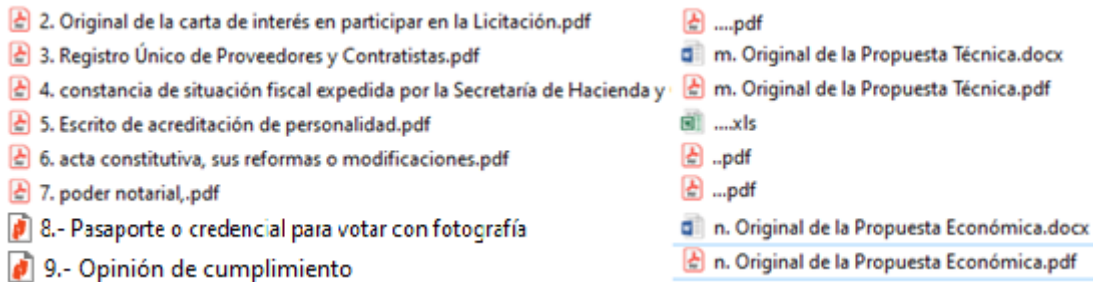 2. Original de la carta de interés en participar en la Licitación.pdf
3. Registro Único de Proveedores y Contratistas.pdf
4. constancia de situación fiscal expedida por la Secretaría de Hacienda y
5. Escrito de acreditación de personalidad.pdf
6. acta constitutiva, sus reformas o modificaciones.pdf
7. poder notarial,.pdf
8.- Pasaporte o credencial para votar con fotografía
9.- Opinión de cumplimiento
....pdf
m. Original de la Propuesta Técnica.docx
m. Original de la Propuesta Técnica.pdf
....xls
..pdf
...pdf
n. Original de la Propuesta Económica.docx
n. Original de la Propuesta Económica.pdf